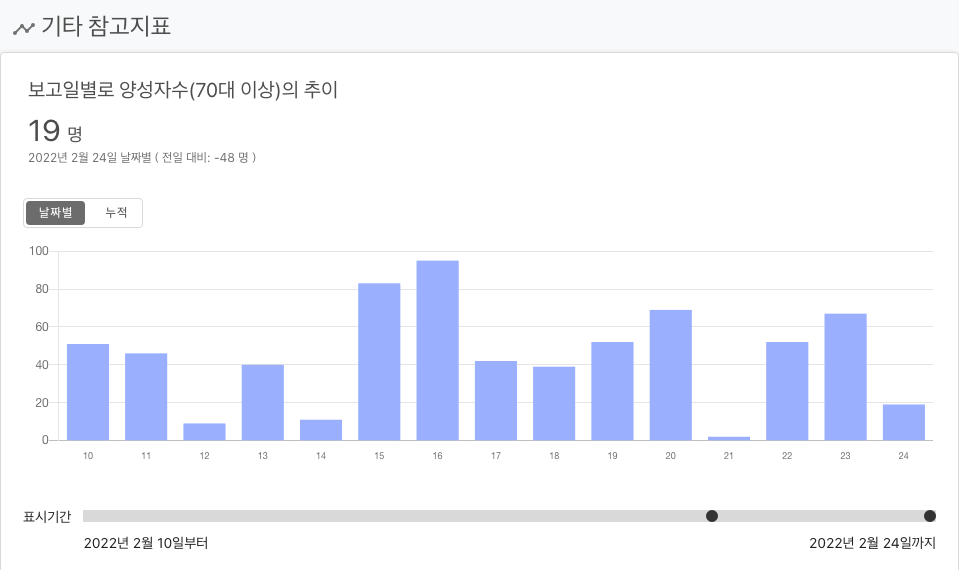 기타 참고지표
보고일별로 양성자수(70대 이상)의 추이
19 명
2022년 2월 24일 날짜별 ( 전일 대비: -48 명 )
날짜별 누적
100
80
60
40
20
0
10 11 12 13 14 15 16 17 18 19 20 21 22 23 24
표시기간
2022년 2월 10일부터 2022년 2월 24일까지